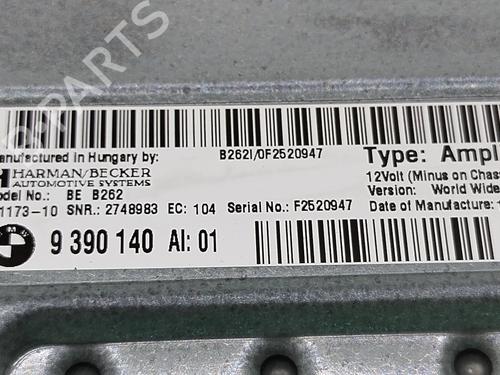 B-Parts
anufactured in Hungary by: B262I/0F2520947 Type: Ampl
HARMAN/BECKER
AUTOMOTIVE SYSTEMS 12Volt (Minus on Chas
odel No.: BE B262 Version: World Wide
1173-10 SNR.: 2748983 EC: 104 Serial No.: F2520947 Date of Manufacture:
9 390 140 AI: 01